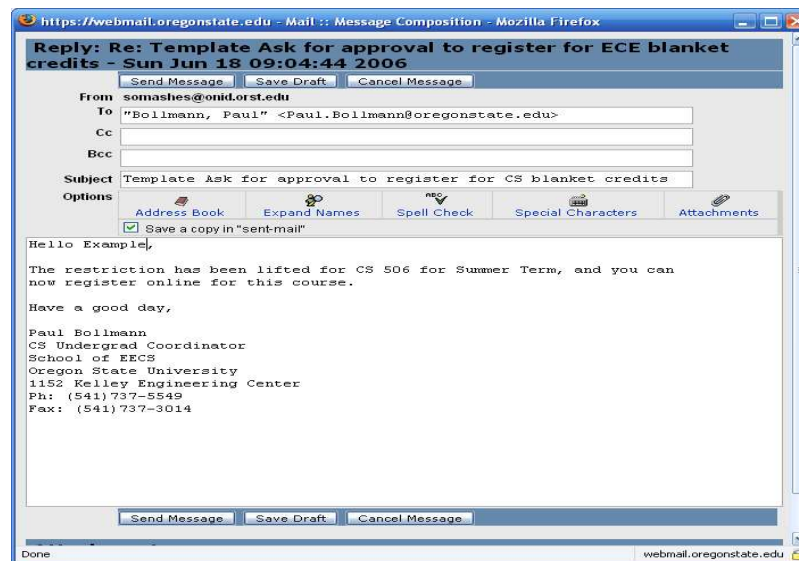 https://webmail.oregonstate.edu - Mail :: Message Composition - Mozilla Firefox
Reply: Re: Template Ask for approval to register for ECE blanket
credits - Sun Jun 18 09:04:44 2006
Send Message Save Draft Cancel Message
From somashes@onid.orst.edu
To "Bollmann, Paul" <Paul.Bollmann@oregonstate.edu>
Cc
Bcc
Subject Template Ask for approval to register for CS blanket credits
Options
ABC
Address Book Expand Names Spell Check Special Characters Attachments
Save a copy in "sent-mail"
Hello Example,
The restriction has been lifted for CS 506 for Summer Term, and you can
now register online for this course.
Have a good day,
Paul Bollmann
CS Undergrad Coordinator
School of EECS
Oregon State University
1152 Kelley Engineering Center
Ph: (541)737-5549
Fax: (541)737-3014
Send Message Save Draft Cancel Message
Done webmail.oregonstate.edu